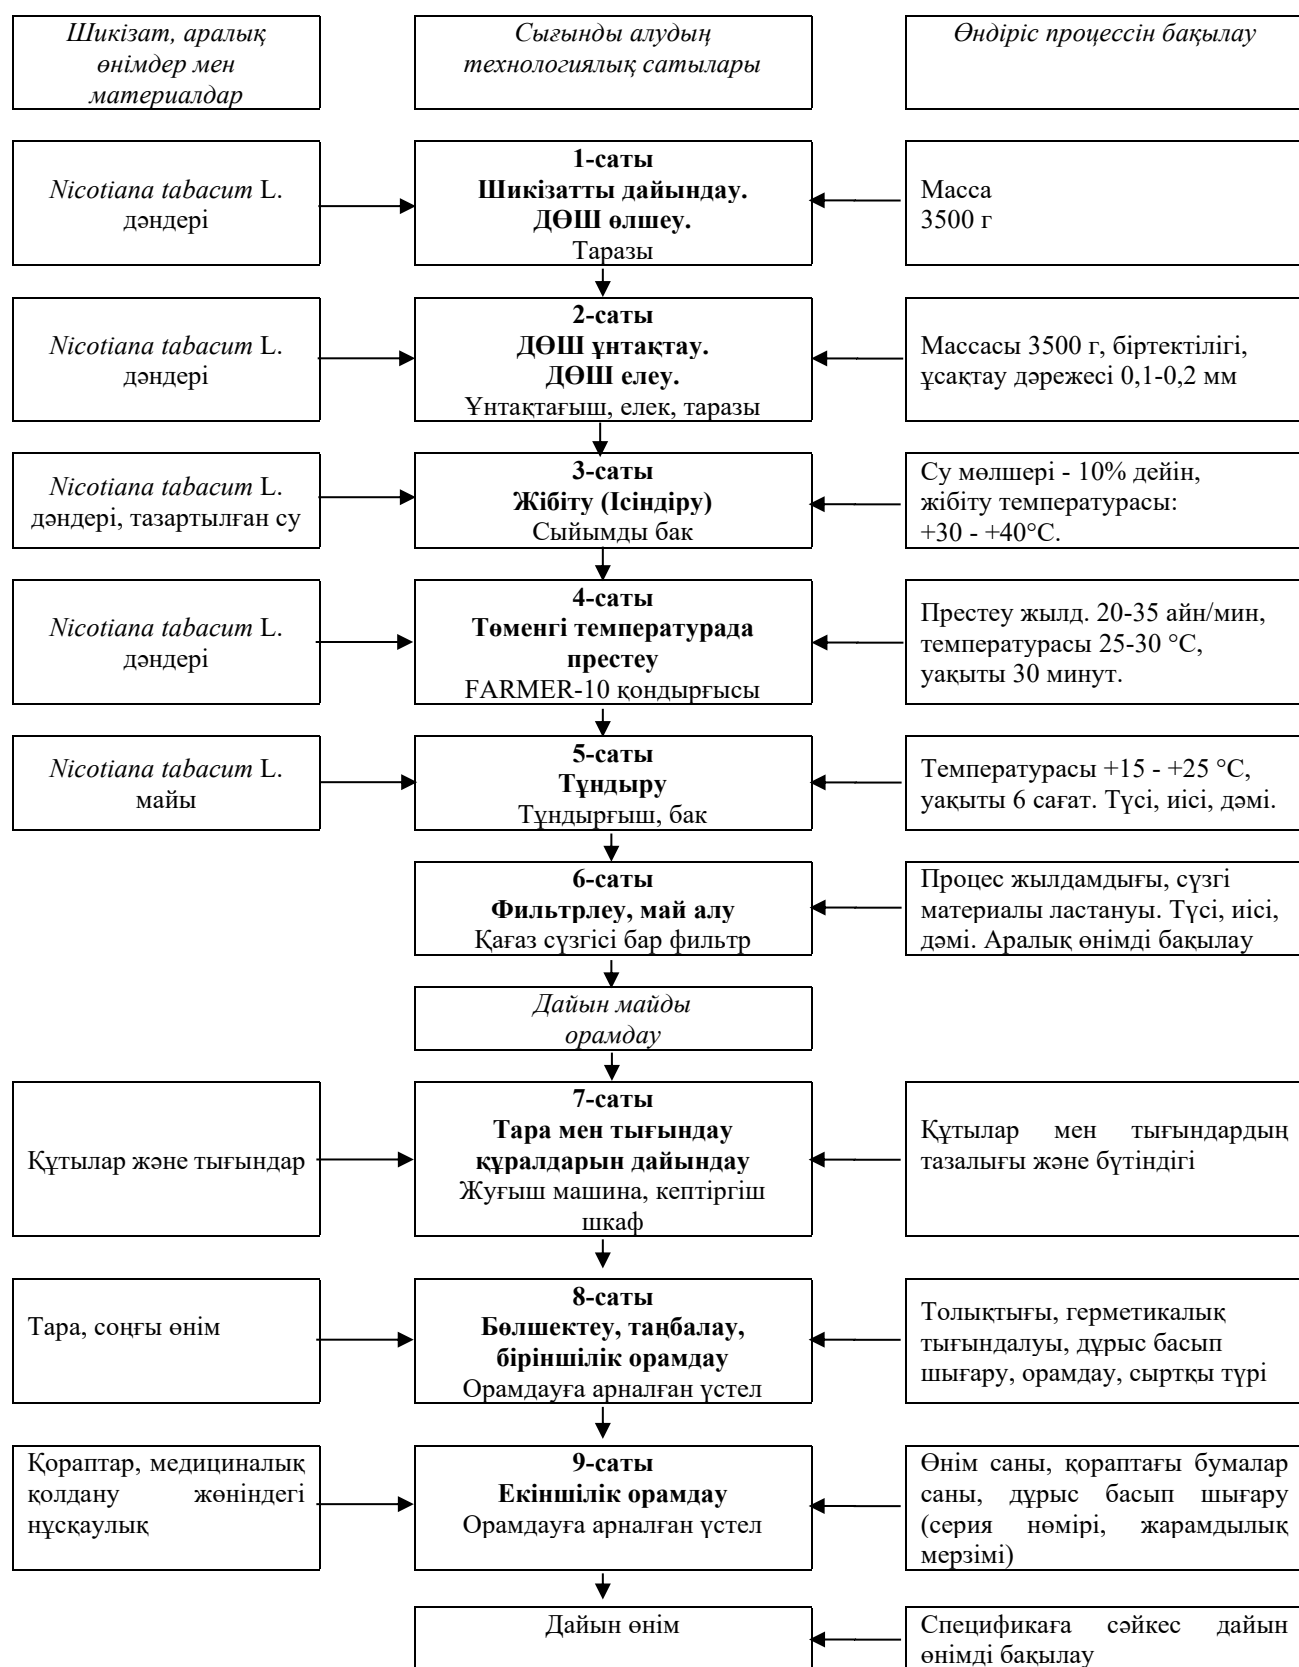 Шикізат, аралық
өнімдер мен
материалдар
Сығынды алудың
технологиялық сатылары
Өндіріс процессін бақылау
Nicotiana tabacum L.
дәндері
1-саты
Шикізатты дайындау.
ДӨШ өлшеу.
Таразы
Масса
3500 г
Nicotiana tabacum L.
дәндері
2-саты
ДӨШ ұнтақтау.
ДӨШ елеу.
Ұнтақтағыш, елек, таразы
Массасы 3500 г, біртектілігі,
ұсақтау дәрежесі 0,1-0,2 мм
Nicotiana tabacum L.
дәндері, тазартылған су
3-саты
Жібіту (Ісіндіру)
Сыйымды бак
Су мөлшері - 10% дейін,
жібіту температурасы:
+30 - +40°C.
Nicotiana tabacum L.
дәндері
4-саты
Төменгі температурада
престеу
FARMER-10 қондырғысы
Престеу жылд. 20-35 айн/мин,
температурасы 25-30 °C,
уақыты 30 минут.
Nicotiana tabacum L.
майы
5-саты
Тұндыру
Тұндырғыш, бак
Температурасы +15 - +25 °C,
уақыты 6 сағат. Түсі, иісі, дәмі.
6-саты
Фильтрлеу, май алу
Қағаз сүзгісі бар фильтр
Процес жылдамдығы, сүзгі
материалы ластануы. Түсі, иісі,
дәмі. Аралық өнімді бақылау
Дайын майды
орамдау
Құтылар және тығындар
7-саты
Тара мен тығындау
құралдарын дайындау
Жуғыш машина, кептіргіш
шкаф
Құтылар мен тығындардың
тазалығы және бүтіндігі
Тара, соңғы өнім
8-саты
Бөлшектеу, таңбалау,
біріншілік орамдау
Орамдауға арналған үстел
Толықтығы, герметикалық
тығындалуы, дұрыс басып
шығару, орамдау, сыртқы түрі
Қораптар, медициналық
қолдану жөніндегі
нұсқаулық
9-саты
Екіншілік орамдау
Орамдауға арналған үстел
Өнім саны, қораптағы бумалар
саны, дұрыс басып шығару
(серия нөмірі, жарамдылық
мерзімі)
Дайын өнім
Спецификаға сәйкес дайын
өнімді бақылау